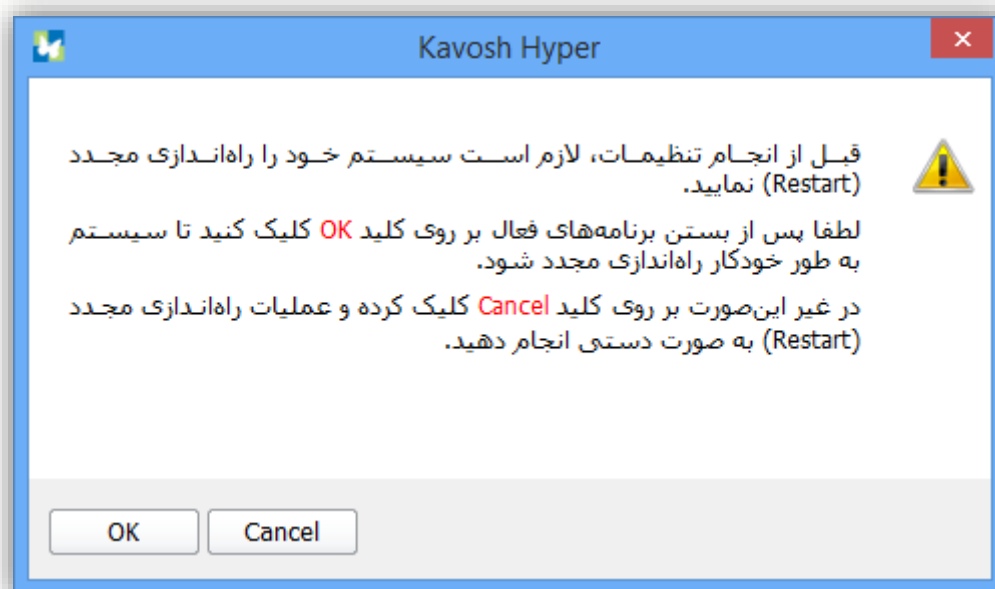 Kavosh Hyper
قبل از انجام تنظیمات، لازم است سیستم خود را راه‌اندازی مجدد
(Restart) نمایید.
لطفا پس از بستن برنامه‌های فعال بر روی کلید OK کلیک کنید تا سیستم
به طور خودکار راه‌اندازی مجدد شود.
در غیر این‌صورت بر روی کلید Cancel کلیک کرده و عملیات راه‌اندازی مجدد
(Restart) به صورت دستی انجام دهید.
OK
Cancel